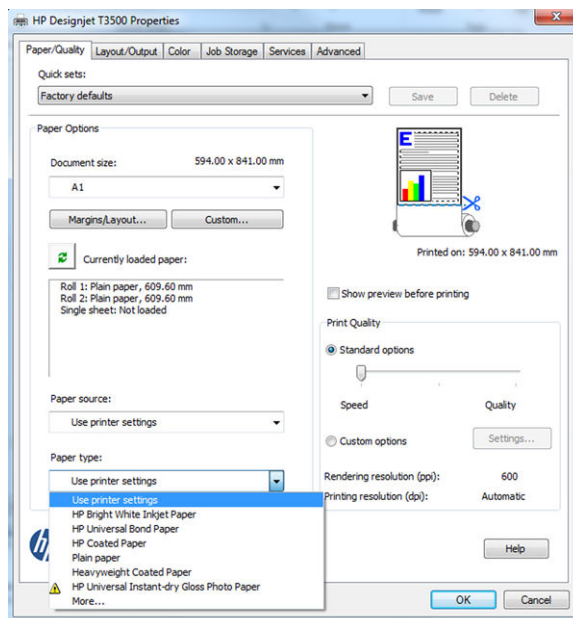 HP Designjet T3500 Properties
Paper/Quality Layout/Output Color Job Storage Services Advanced
Quick sets:
Factory defaults
Save Delete
Paper Options
Document size: 594.00 x 841.00 mm
A1
Margins/Layout... Custom...
Currently loaded paper:
Roll 1: Plain paper, 609.60 mm
Roll 2: Plain paper, 609.60 mm
Single sheet: Not loaded
Paper source:
Use printer settings
Paper type:
Use printer settings
Use printer settings
HP Bright White Inkjet Paper
HP Universal Bond Paper
HP Coated Paper
Plain paper
Heavyweight Coated Paper
HP Universal Instant-dry Gloss Photo Paper
More...
hp
E
Printed on: 594.00 x 841.00 mm
Show preview before printing
Print Quality
Standard options
Speed Quality
Custom options Settings...
Rendering resolution (ppi): 600
Printing resolution (dpi): Automatic
Help
OK Cancel